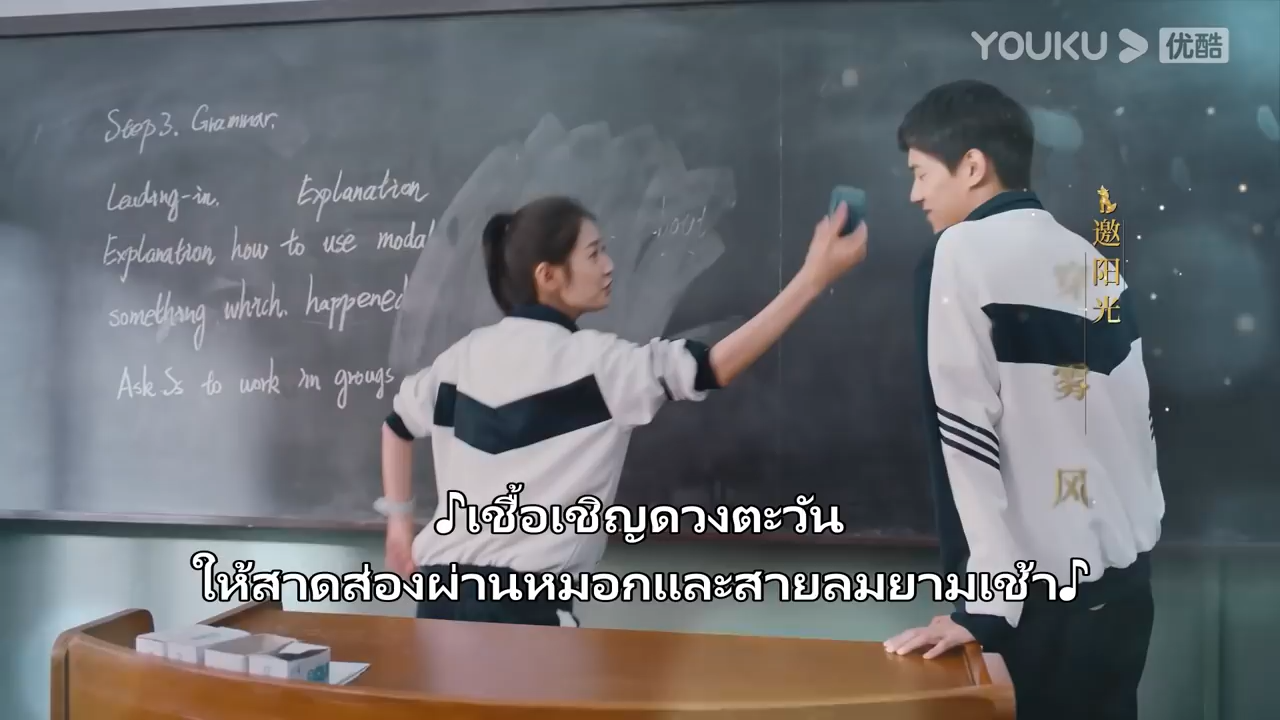 YOUKU 优酷
Step 3. Grammar.
Leading-in. Explanation
Explanation how to use modal
something which. happened
Ask Ss to work in groups
邀阳光
穿雾风
♪เชื้อเชิญดวงตะวัน
ให้สาดส่องผ่านหมอกและสายลมยามเช้า♪